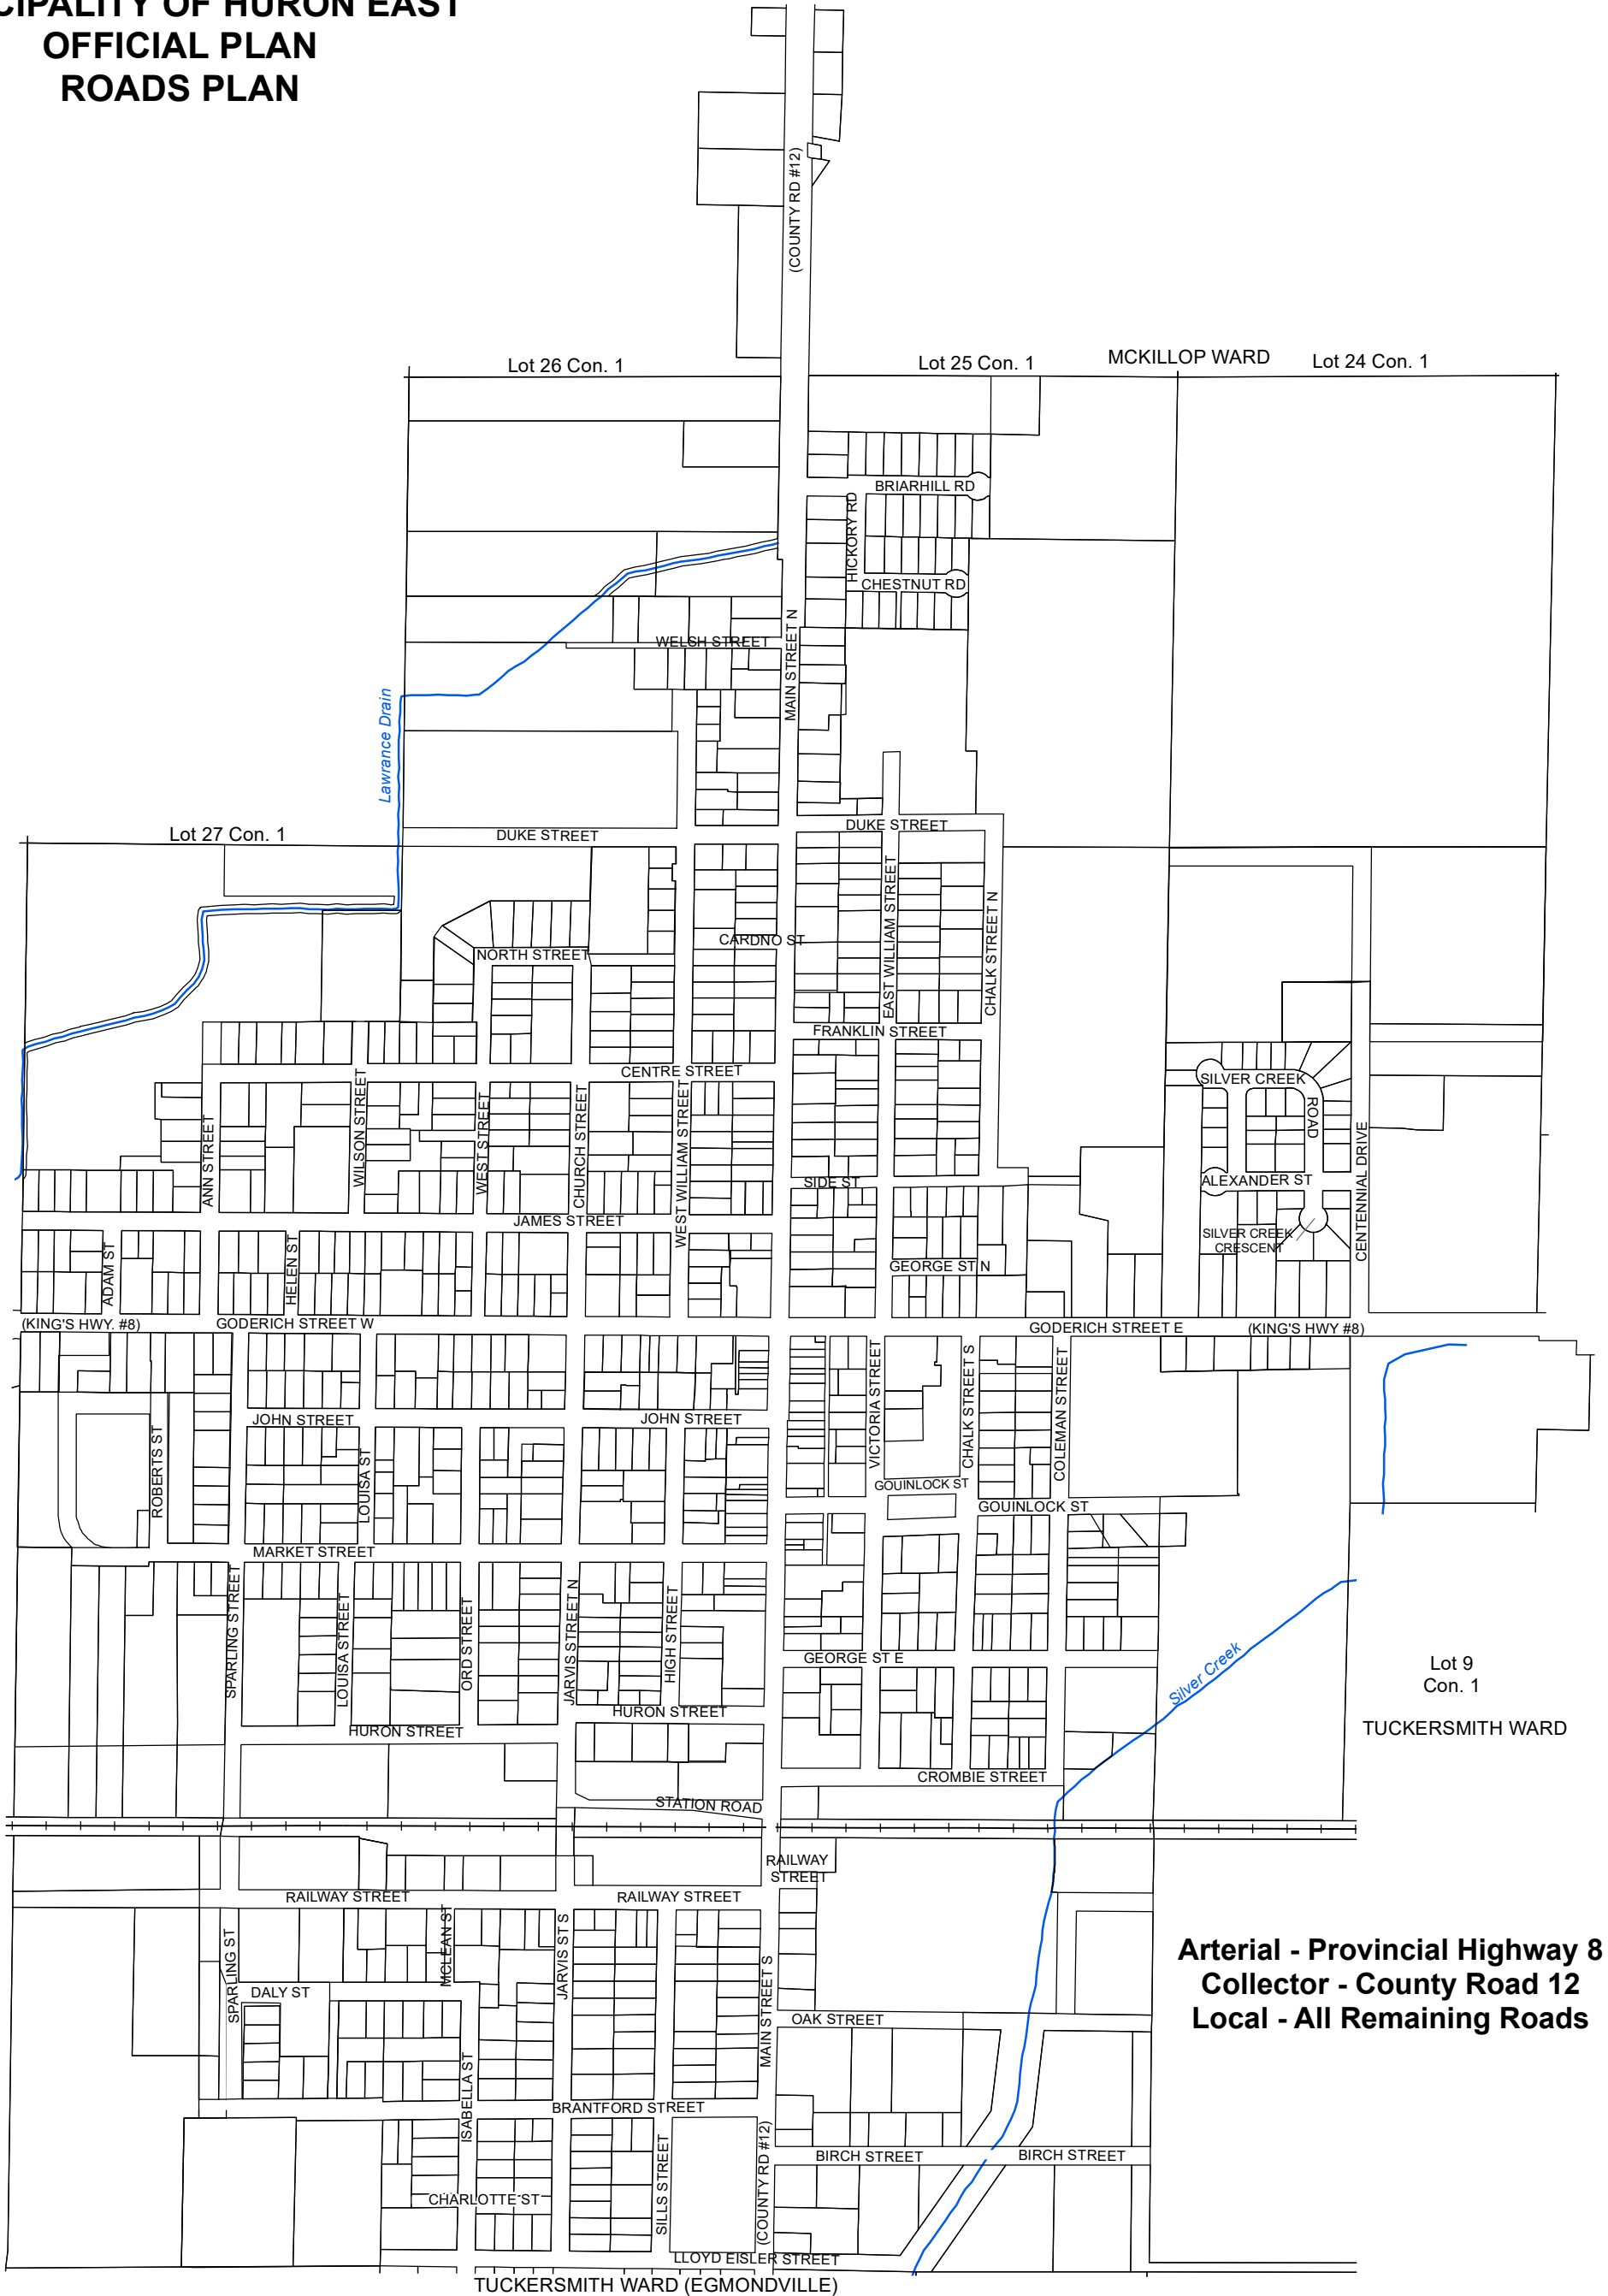 CIPALITY OF HURON EAST
OFFICIAL PLAN
ROADS PLAN
(COUNTY RD #12)
Lot 26 Con. 1
Lot 25 Con. 1
MCKILLOP WARD
Lot 24 Con. 1
BRIARHILL RD
HICKORY RD
CHESTNUT RD
WELSH STREET
MAIN STREET N
Lawrance Drain
Lot 27 Con. 1
DUKE STREET
DUKE STREET
EAST WILLIAM STREET
CHALK STREET N
CARDNO ST
NORTH STREET
FRANKLIN STREET
CENTRE STREET
SILVER CREEK
ROAD
WILSON STREET
WEST STREET
CHURCH STREET
WEST WILLIAM STREET
ANN STREET
CENTENNIAL DRIVE
SIDE ST
ALEXANDER ST
JAMES STREET
SILVER CREEK
CRESCENT
ADAM ST
HELEN ST
GEORGE ST N
(KING'S HWY. #8)
GODERICH STREET W
GODERICH STREET E
(KING'S HWY #8)
VICTORIA STREET
CHALK STREET S
COLEMAN STREET
JOHN STREET
JOHN STREET
ROBERTS ST
LOUISA ST
GOUINLOCK ST
GOUINLOCK ST
MARKET STREET
SPARLING STREET
LOUISA STREET
ORD STREET
JARVIS STREET N
HIGH STREET
GEORGE ST E
Silver Creek
Lot 9
Con. 1
TUCKERSMITH WARD
HURON STREET
HURON STREET
CROMBIE STREET
STATION ROAD
RAILWAY
STREET
RAILWAY STREET
RAILWAY STREET
SPARLING ST
MCLEAN ST
JARVIS ST S
MAIN STREET S
Arterial - Provincial Highway 8
Collector - County Road 12
Local - All Remaining Roads
DALY ST
OAK STREET
ISABELLA ST
BRANTFORD STREET
SILLS STREET
(COUNTY RD #12)
BIRCH STREET
BIRCH STREET
CHARLOTTE ST
LLOYD EISLER STREET
TUCKERSMITH WARD (EGMONDVILLE)